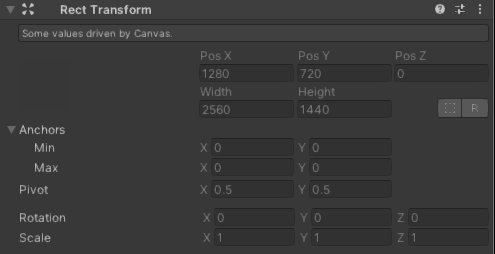 Rect Transform
Some values driven by Canvas.
Pos X Pos Y Pos Z
1280 720 0
Width Height
2560 1440 R
Anchors
Min X 0 Y 0
Max X 0 Y 0
Pivot X 0.5 Y 0.5
Rotation X 0 Y 0 Z 0
Scale X 1 Y 1 Z 1